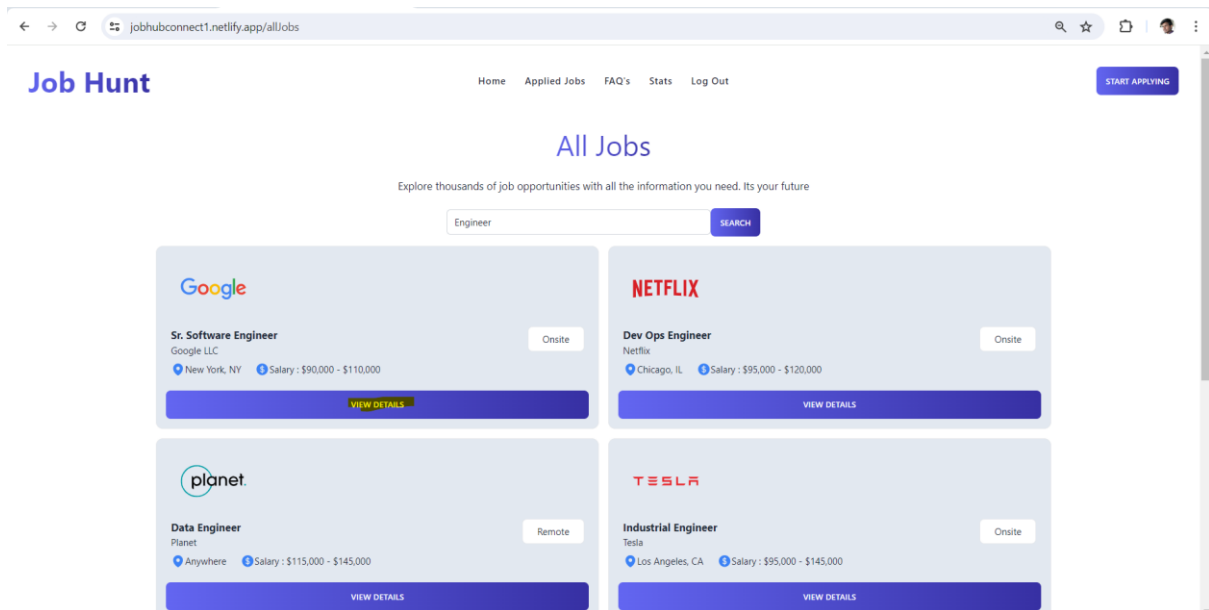 jobhubconnect1.netlify.app/allJobs
Job Hunt
Home Applied Jobs FAQ's Stats Log Out
START APPLYING
All Jobs
Explore thousands of job opportunities with all the information you need. Its your future
Engineer
SEARCH
Google
Sr. Software Engineer
Google LLC
Onsite
New York, NY $ Salary : $90,000 - $110,000
VIEW DETAILS
NETFLIX
Dev Ops Engineer
Netflix
Onsite
Chicago, IL $ Salary : $95,000 - $120,000
VIEW DETAILS
planet.
Data Engineer
Planet
Remote
Anywhere $ Salary : $115,000 - $145,000
VIEW DETAILS
TESLA
Industrial Engineer
Tesla
Onsite
Los Angeles, CA $ Salary : $95,000 - $145,000
VIEW DETAILS